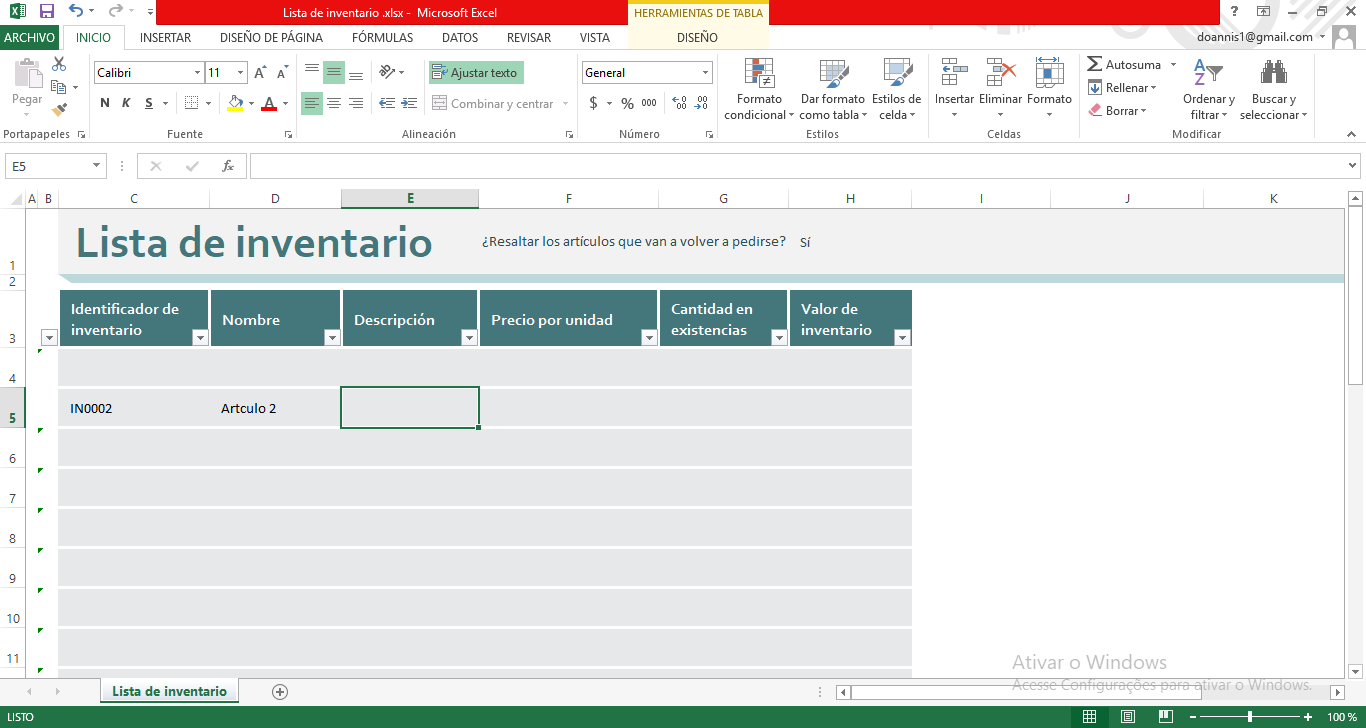 Lista de inventario .xlsx - Microsoft Excel
HERRAMIENTAS DE TABLA
?
ARCHIVO INICIO INSERTAR DISEÑO DE PÁGINA FÓRMULAS DATOS REVISAR VISTA DISEÑO
doannis1@gmail.com
Pegar
Portapapeles
Calibri 11
N K S
Fuente
Ajustar texto
Combinar y centrar
Alineación
General
$ % 000
Número
Formato condicional
Dar formato como tabla
Estilos de celda
Estilos
Insertar Eliminar Formato
Celdas
Autosuma
Rellenar
Borrar
Ordenar y filtrar
Buscar y seleccionar
Modificar
E5
fx
A B C D E F G H I J K
1
Lista de inventario
¿Resaltar los artículos que van a volver a pedirse? Sí
2
3
Identificador de inventario
Nombre
Descripción
Precio por unidad
Cantidad en existencias
Valor de inventario
4
5 IN0002 Artculo 2
6
7
8
9
10
11
Ativar o Windows
Acesse Configurações para ativar o Windows.
Lista de inventario
LISTO
100 %